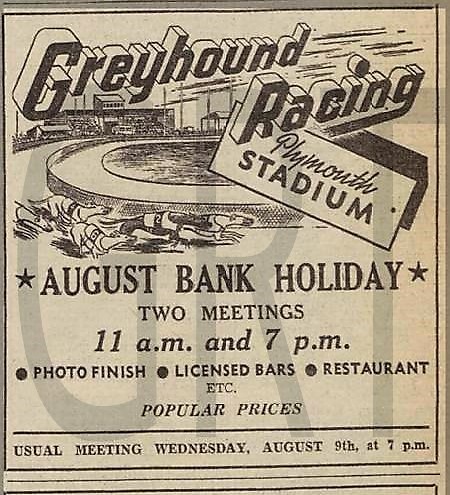 Greyhound
Racing
Plymouth
STADIUM
★ AUGUST BANK HOLIDAY ★
TWO MEETINGS
11 a.m. and 7 p.m.
● PHOTO FINISH ● LICENSED BARS ● RESTAURANT
ETC.
POPULAR PRICES
USUAL MEETING WEDNESDAY, AUGUST 9th, at 7 p.m.
GRT